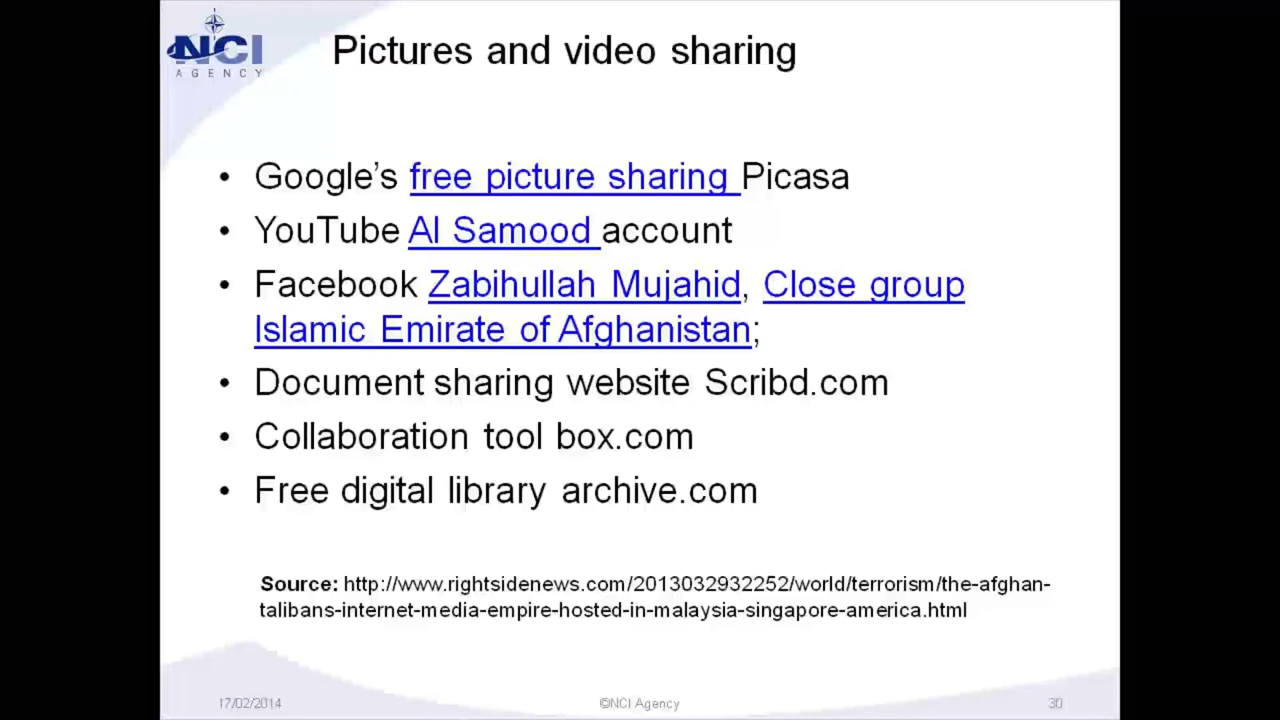 NCI
AGENCY
Pictures and video sharing
• Google's free picture sharing Picasa
• YouTube Al Samood account
• Facebook Zabihullah Mujahid, Close group
Islamic Emirate of Afghanistan;
• Document sharing website Scribd.com
• Collaboration tool box.com
• Free digital library archive.com
Source: http://www.rightsidenews.com/2013032932252/world/terrorism/the-afghan-
talibans-internet-media-empire-hosted-in-malaysia-singapore-america.html
17/02/2014 ©NCI Agency 30